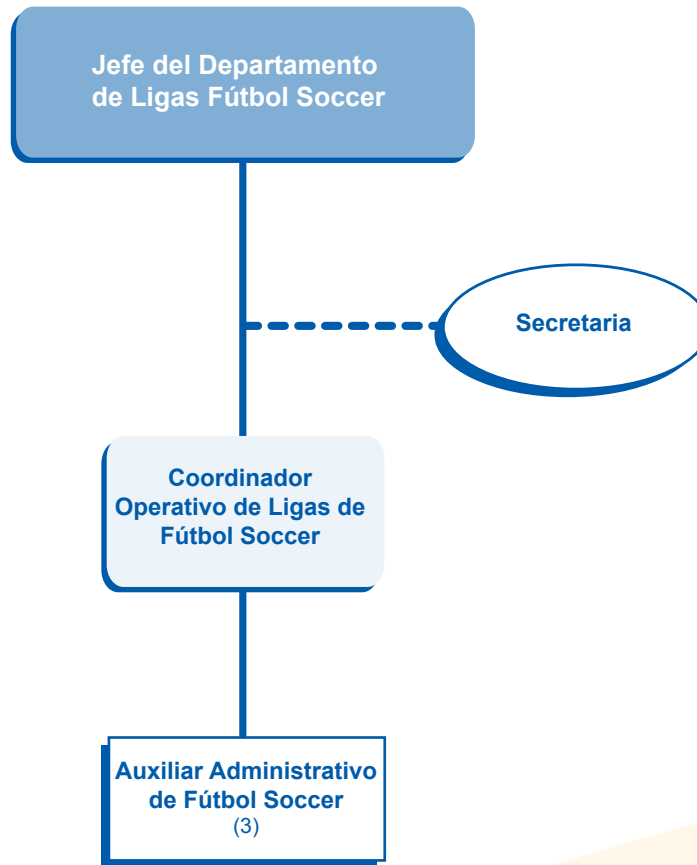 Jefe del Departamento
de Ligas Fútbol Soccer
Secretaria
Coordinador
Operativo de Ligas de
Fútbol Soccer
Auxiliar Administrativo
de Fútbol Soccer
(3)